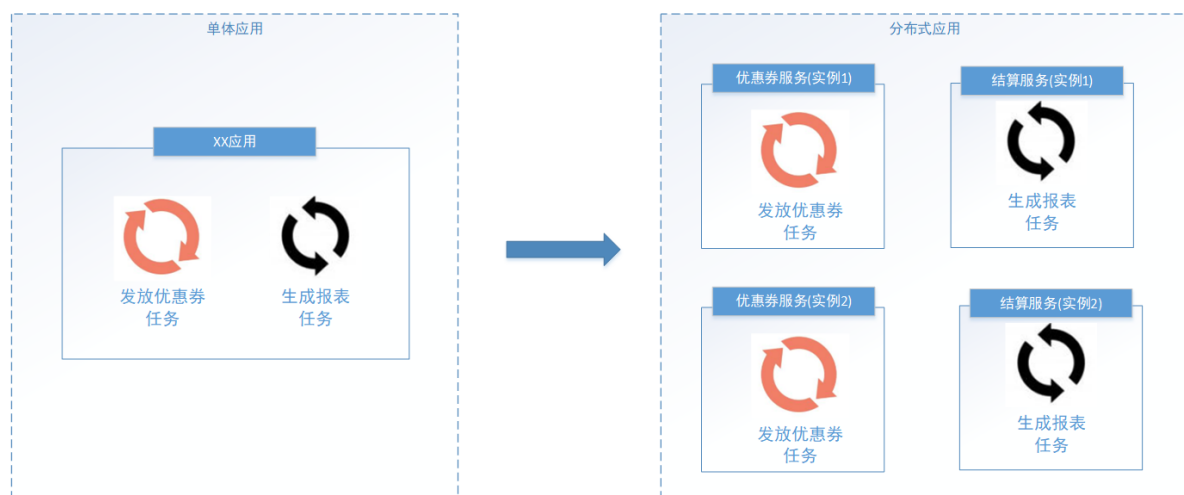 单体应用
XX应用
发放优惠券
任务
生成报表
任务
分布式应用
优惠券服务(实例1)
发放优惠券
任务
结算服务(实例1)
生成报表
任务
优惠券服务(实例2)
发放优惠券
任务
结算服务(实例2)
生成报表
任务